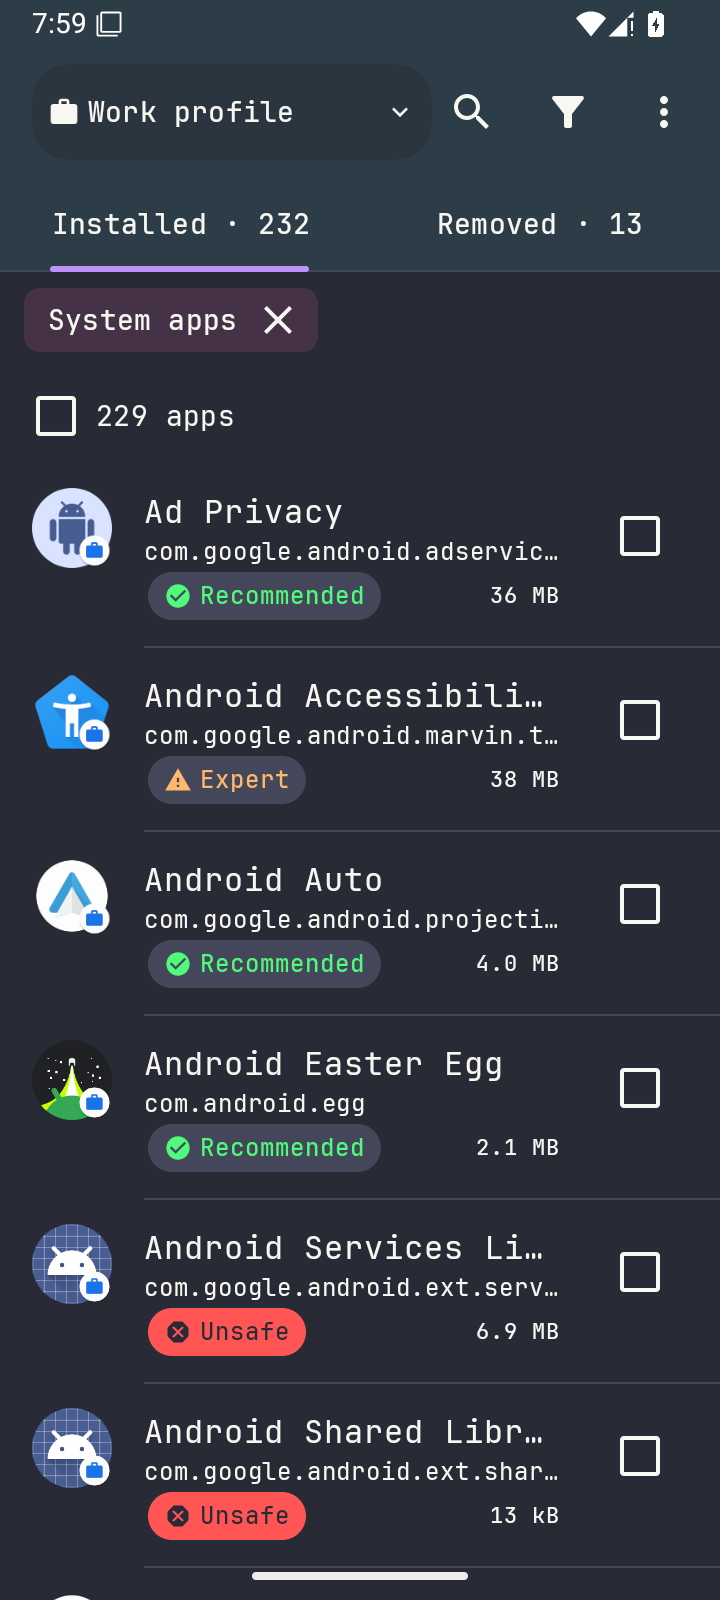 7:59
Work profile
Installed · 232
Removed · 13
System apps
229 apps
Ad Privacy
com.google.android.adservic…
Recommended
36 MB
Android Accessibili…
com.google.android.marvin.t…
Expert
38 MB
Android Auto
com.google.android.projecti…
Recommended
4.0 MB
Android Easter Egg
com.android.egg
Recommended
2.1 MB
Android Services Li…
com.google.android.ext.serv…
Unsafe
6.9 MB
Android Shared Libr…
com.google.android.ext.shar…
Unsafe
13 kB